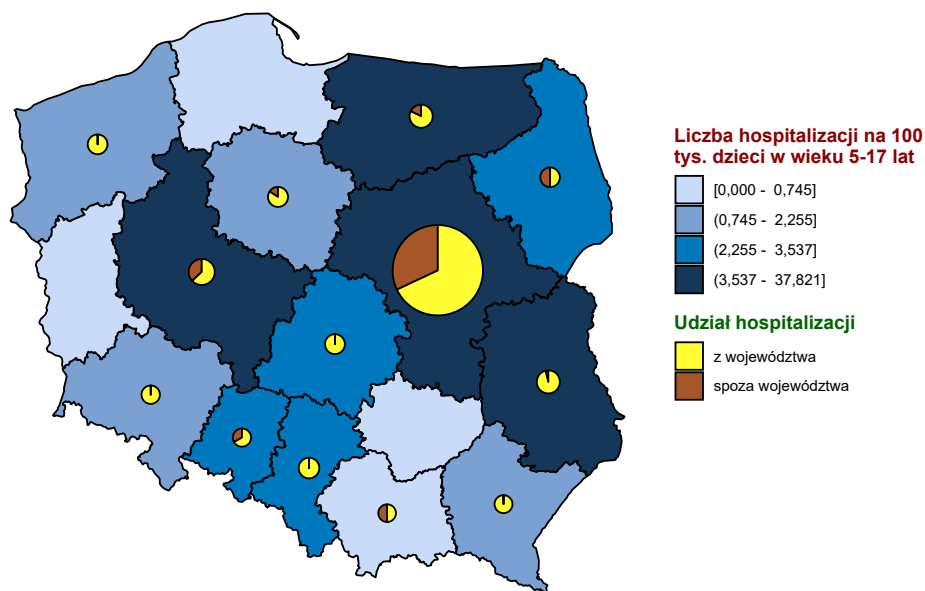 Liczba hospitalizacji na 100
tys. dzieci w wieku 5-17 lat
[0,000 - 0,745]
(0,745 - 2,255]
(2,255 - 3,537]
(3,537 - 37,821]
Udział hospitalizacji
z województwa
spoza województwa